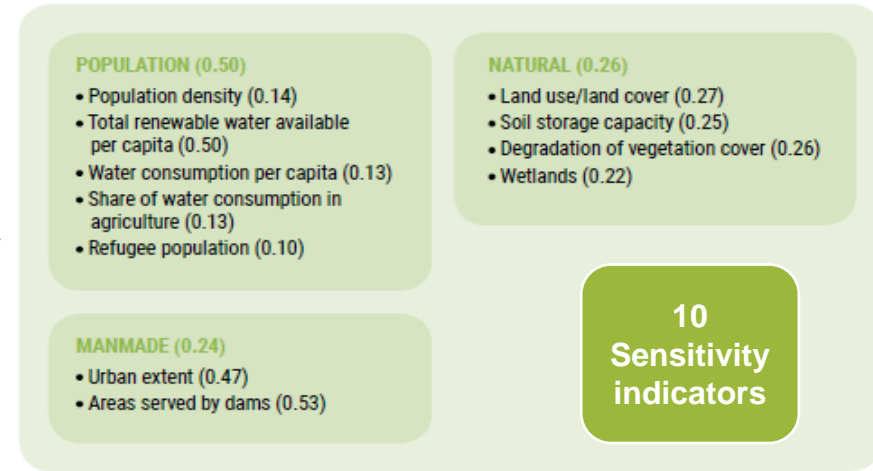 POPULATION (0.50)
• Population density (0.14)
• Total renewable water available
per capita (0.50)
• Water consumption per capita (0.13)
• Share of water consumption in
agriculture (0.13)
• Refugee population (0.10)
NATURAL (0.26)
• Land use/land cover (0.27)
• Soil storage capacity (0.25)
• Degradation of vegetation cover (0.26)
• Wetlands (0.22)
MANMADE (0.24)
• Urban extent (0.47)
• Areas served by dams (0.53)
10
Sensitivity
indicators